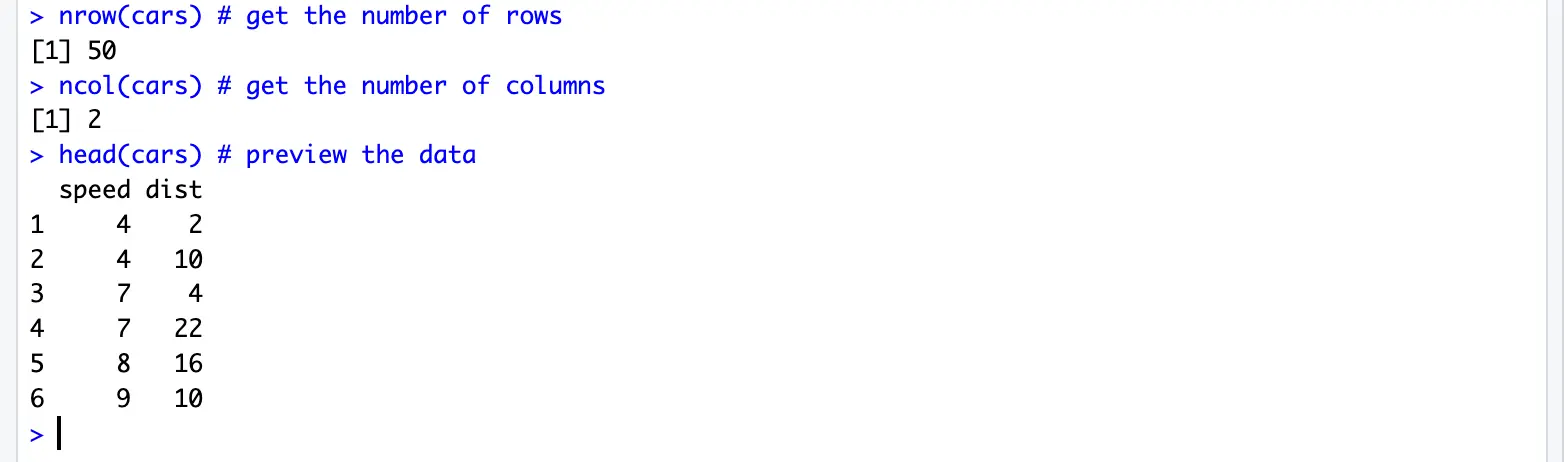 > nrow(cars) # get the number of rows
[1] 50
> ncol(cars) # get the number of columns
[1] 2
> head(cars) # preview the data
  speed dist
1     4    2
2     4   10
3     7    4
4     7   22
5     8   16
6     9   10
>